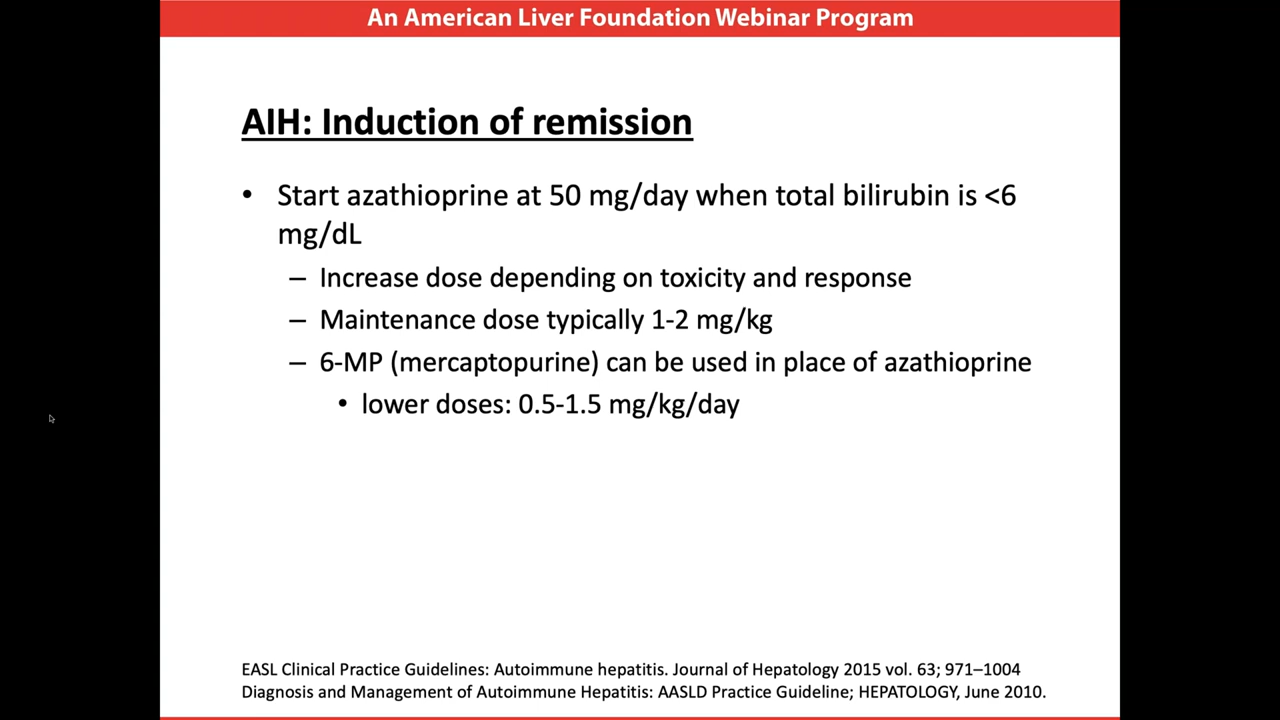 An American Liver Foundation Webinar Program
AIH: Induction of remission
• Start azathioprine at 50 mg/day when total bilirubin is <6
mg/dL
– Increase dose depending on toxicity and response
– Maintenance dose typically 1-2 mg/kg
– 6-MP (mercaptopurine) can be used in place of azathioprine
• lower doses: 0.5-1.5 mg/kg/day
EASL Clinical Practice Guidelines: Autoimmune hepatitis. Journal of Hepatology 2015 vol. 63; 971–1004
Diagnosis and Management of Autoimmune Hepatitis: AASLD Practice Guideline; HEPATOLOGY, June 2010.